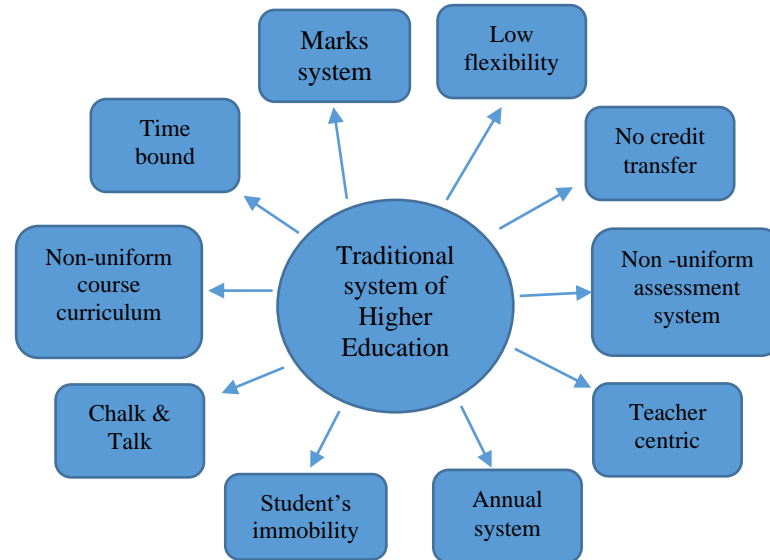 Marks
system
Low
flexibility
Time
bound
No credit
transfer
Non-uniform
course
curriculum
Traditional
system of
Higher
Education
Non -uniform
assessment
system
Chalk &
Talk
Teacher
centric
Student’s
immobility
Annual
system